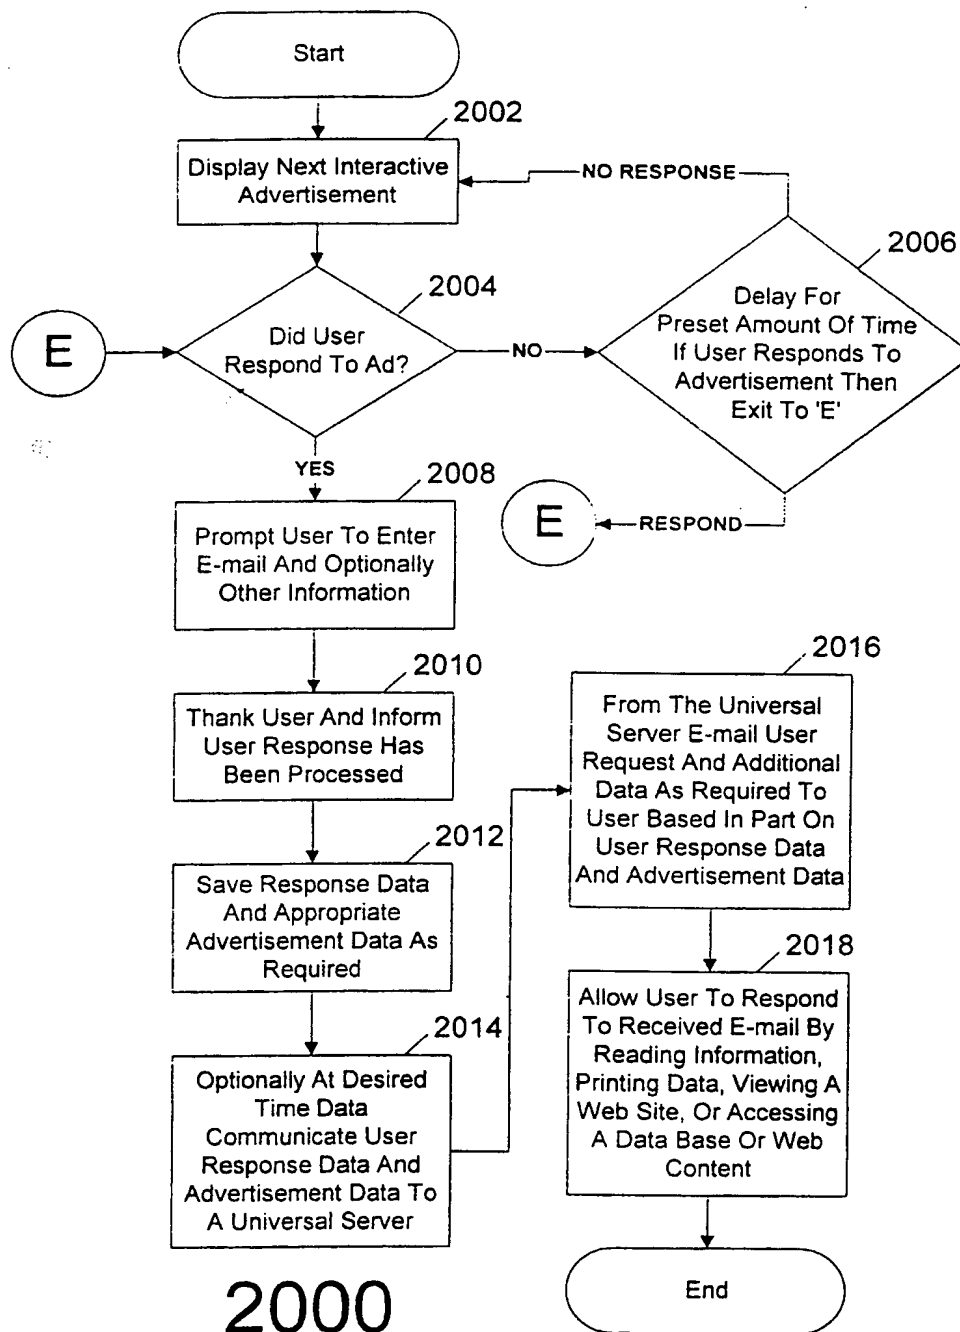 Start
2002
Display Next Interactive
Advertisement
NO RESPONSE
2006
2004
Delay For
Preset Amount Of Time
If User Responds To
Advertisement Then
Exit To 'E'
E
Did User
Respond To Ad?
NO
YES
2008
E
RESPOND
Prompt User To Enter
E-mail And Optionally
Other Information
2010
Thank User And Inform
User Response Has
Been Processed
2012
Save Response Data
And Appropriate
Advertisement Data As
Required
2014
Optionally At Desired
Time Data
Communicate User
Response Data And
Advertisement Data To
A Universal Server
2016
From The Universal
Server E-mail User
Request And Additional
Data As Required To
User Based In Part On
User Response Data
And Advertisement Data
2018
Allow User To Respond
To Received E-mail By
Reading Information,
Printing Data, Viewing A
Web Site, Or Accessing
A Data Base Or Web
Content
End
2000